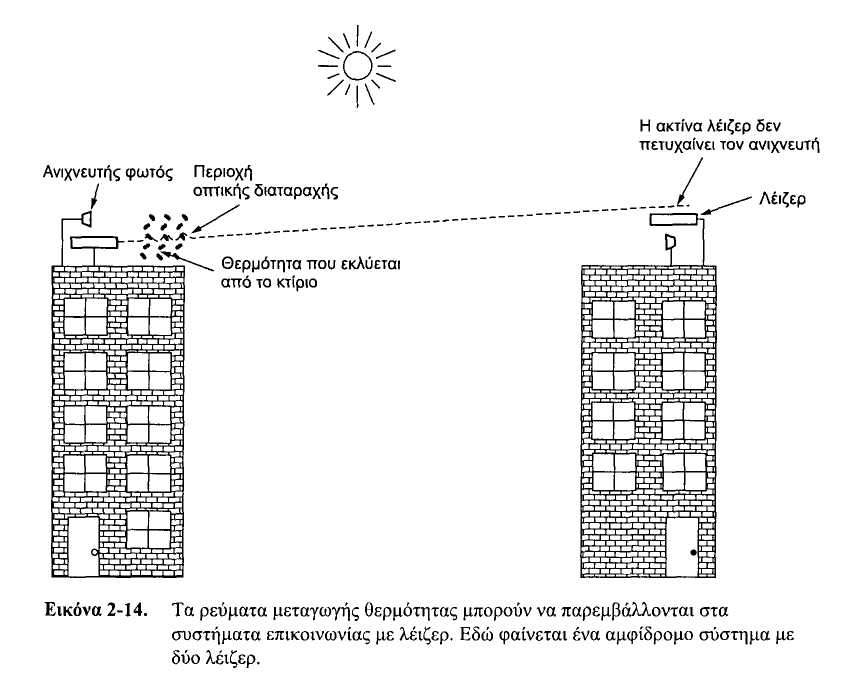 Η ακτίνα λέιζερ δεν
πετυχαίνει τον ανιχνευτή
Ανιχνευτής φωτός
Περιοχή
οπτικής διαταραχής
Λέιζερ
Θερμότητα που εκλύεται
από το κτίριο
Εικόνα 2-14. Τα ρεύματα μεταγωγής θερμότητας μπορούν να παρεμβάλλονται στα
συστήματα επικοινωνίας με λέιζερ. Εδώ φαίνεται ένα αμφίδρομο σύστημα με
δύο λέιζερ.